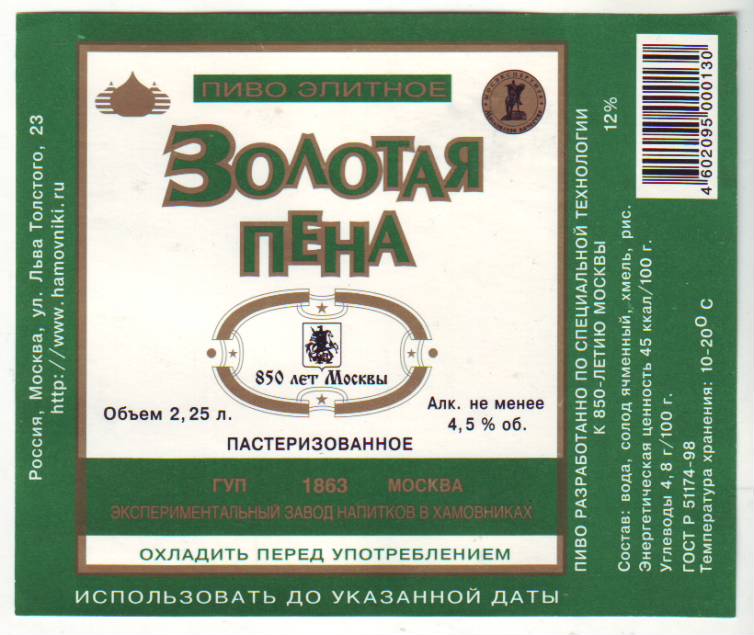 ПИВО ЭЛИТНОЕ
ЗОЛОТАЯ
ПЕНА
850 лет Москвы
Объем 2,25 л.
Алк. не менее
4,5 % об.
ПАСТЕРИЗОВАННОЕ
ГУП 1863 МОСКВА
ЭКСПЕРИМЕНТАЛЬНЫЙ ЗАВОД НАПИТКОВ В ХАМОВНИКАХ
ОХЛАДИТЬ ПЕРЕД УПОТРЕБЛЕНИЕМ
ИСПОЛЬЗОВАТЬ ДО УКАЗАННОЙ ДАТЫ
Россия, Москва, ул. Льва Толстого, 23
http://www.hamovniki.ru
ПИВО РАЗРАБОТАННО ПО СПЕЦИАЛЬНОЙ ТЕХНОЛОГИИ
К 850-ЛЕТИЮ МОСКВЫ
12%
Состав: вода, солод ячменный, хмель, рис.
Энергетическая ценность 45 ккал/100 г.
Углеводы 4,8 г/100 г.
ГОСТ Р 51174-98
Температура хранения: 10-20⁰ С
4 602095 000130